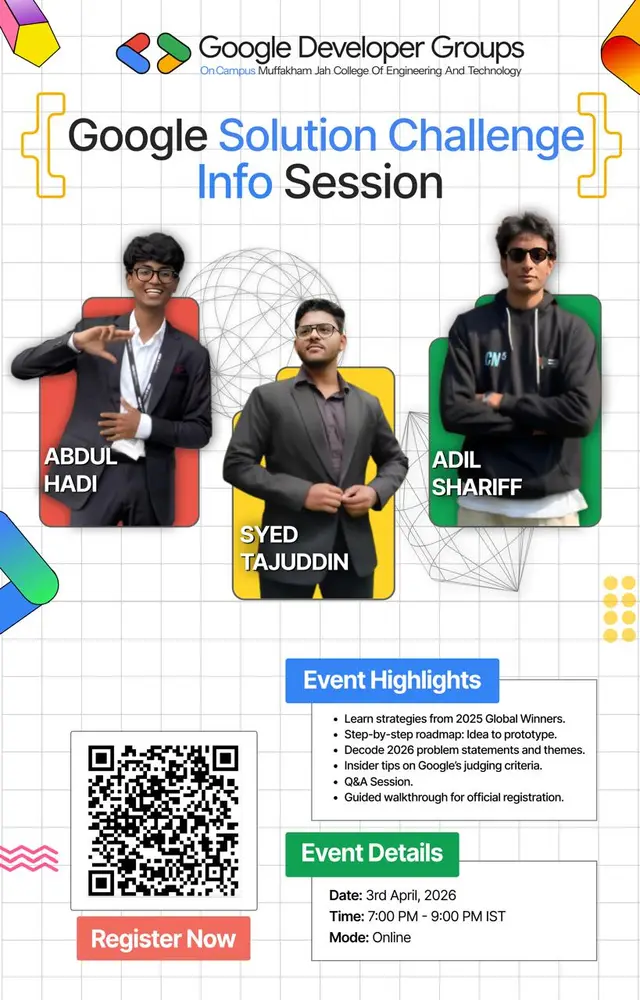 Google Developer Groups
On Campus Muffakham Jah College Of Engineering And Technology
Google Solution Challenge
Info Session
ABDUL
HADI
SYED
TAJUDDIN
CN5
ADIL
SHARIFF
Event Highlights
• Learn strategies from 2025 Global Winners.
• Step-by-step roadmap: Idea to prototype.
• Decode 2026 problem statements and themes.
• Insider tips on Google's judging criteria.
• Q&A Session.
• Guided walkthrough for official registration.
Register Now
Event Details
Date: 3rd April, 2026
Time: 7:00 PM - 9:00 PM IST
Mode: Online